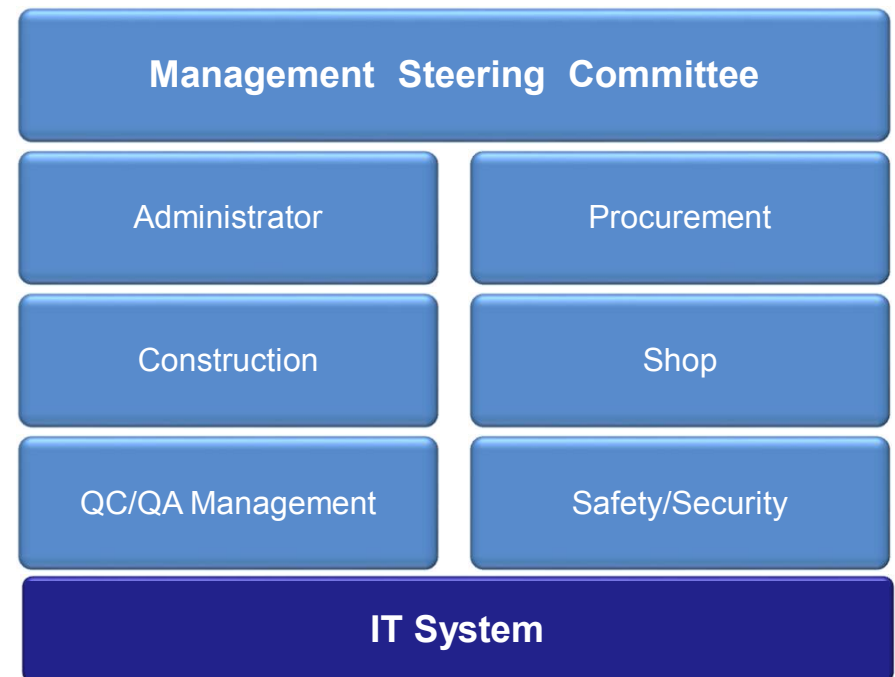 Management Steering Committee
Administrator
Procurement
Construction
Shop
QC/QA Management
Safety/Security
IT System